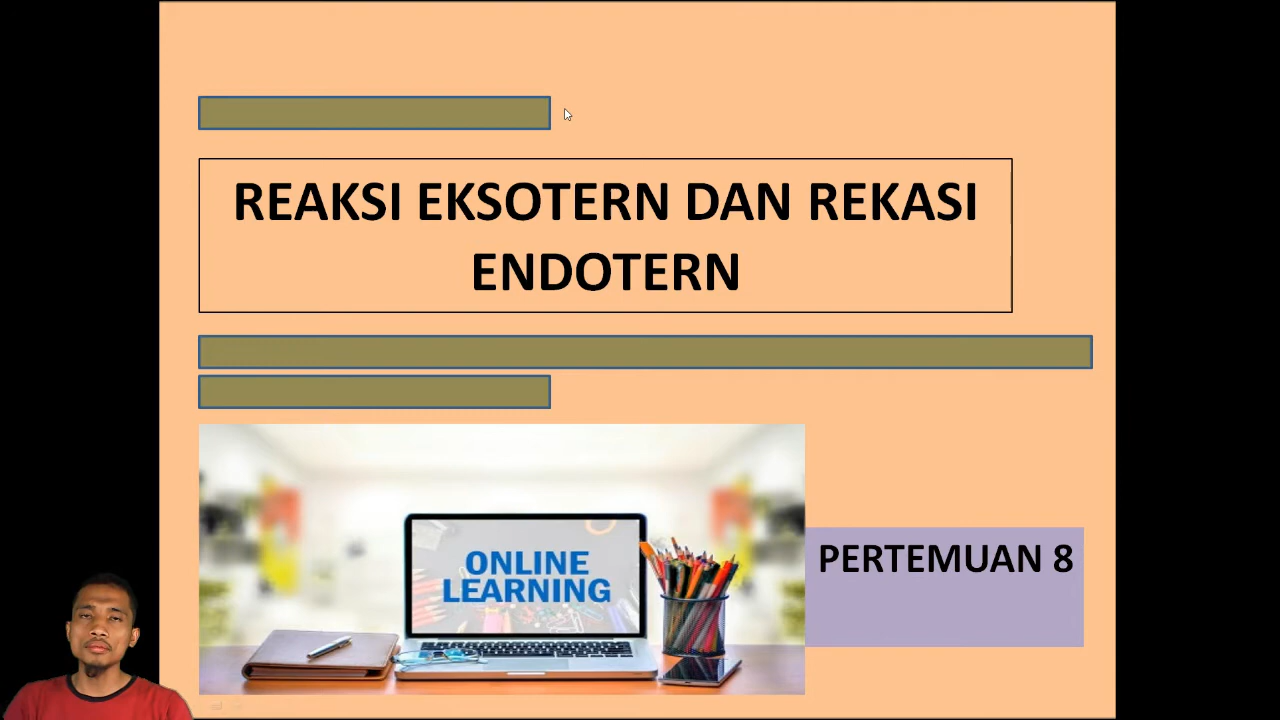 REAKSI EKSOTERN DAN REKASI
ENDOTERN
ONLINE
LEARNING
PERTEMUAN 8